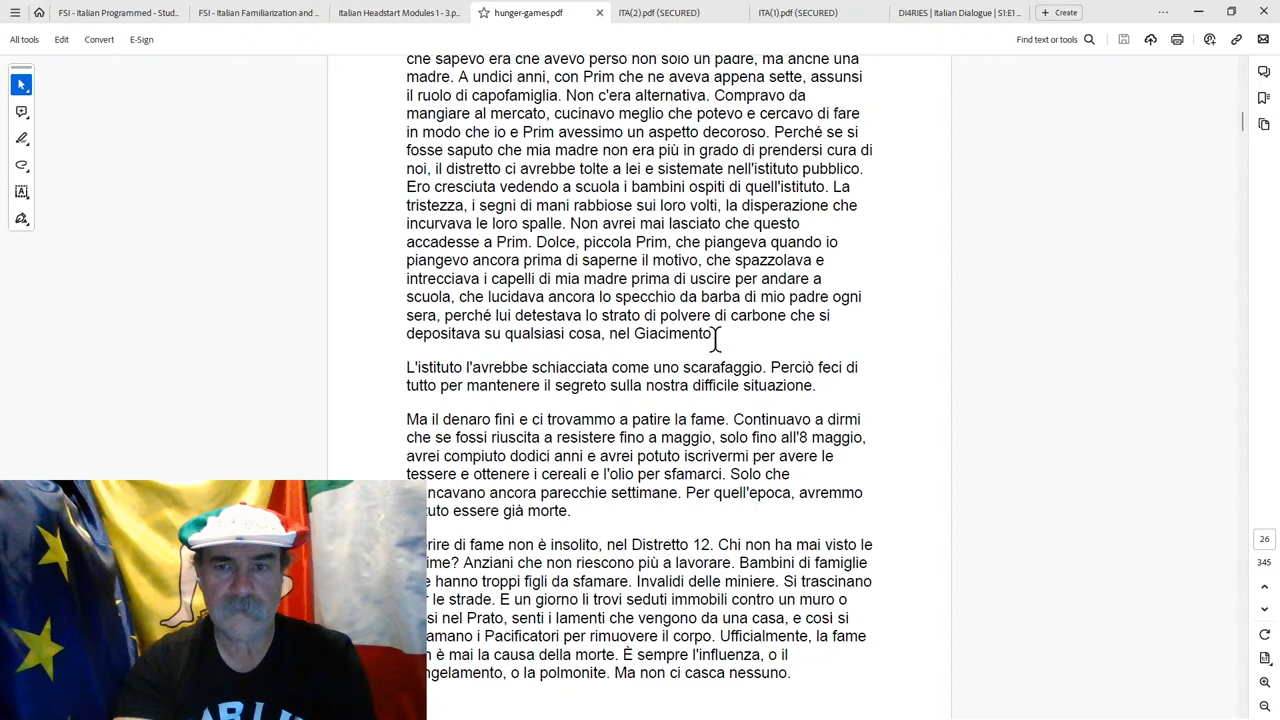 FSI - Italian Programmed - Stud...
FSI - Italian Familiarization and ...
Italian Headstart Modules 1 - 3.p...
hunger-games.pdf
ITA(2).pdf (SECURED)
ITA(1).pdf (SECURED)
DI4RIES | Italian Dialogue | S1:E1 ...
Create
All tools
Edit
Convert
E-Sign
Find text or tools
che sapevo era che avevo perso non solo un padre, ma anche una
madre. A undici anni, con Prim che ne aveva appena sette, assunsi
il ruolo di capofamiglia. Non c'era alternativa. Compravo da
mangiare al mercato, cucinavo meglio che potevo e cercavo di fare
in modo che io e Prim avessimo un aspetto decoroso. Perché se si
fosse saputo che mia madre non era più in grado di prendersi cura di
noi, il distretto ci avrebbe tolte a lei e sistemate nell'istituto pubblico.
Ero cresciuta vedendo a scuola i bambini ospiti di quell'istituto. La
tristezza, i segni di mani rabbiose sui loro volti, la disperazione che
incurvava le loro spalle. Non avrei mai lasciato che questo
accadesse a Prim. Dolce, piccola Prim, che piangeva quando io
piangevo ancora prima di saperne il motivo, che spazzolava e
intrecciava i capelli di mia madre prima di uscire per andare a
scuola, che lucidava ancora lo specchio da barba di mio padre ogni
sera, perché lui detestava lo strato di polvere di carbone che si
depositava su qualsiasi cosa, nel Giacimento
L'istituto l'avrebbe schiacciata come uno scarafaggio. Perciò feci di
tutto per mantenere il segreto sulla nostra difficile situazione.
Ma il denaro finì e ci trovammo a patire la fame. Continuavo a dirmi
che se fossi riuscita a resistere fino a maggio, solo fino all'8 maggio,
avrei compiuto dodici anni e avrei potuto iscrivermi per avere le
tessere e ottenere i cereali e l'olio per sfamarci. Solo che
ncavano ancora parecchie settimane. Per quell'epoca, avremmo
tuto essere già morte.
rire di fame non è insolito, nel Distretto 12. Chi non ha mai visto le
ime? Anziani che non riescono più a lavorare. Bambini di famiglie
e hanno troppi figli da sfamare. Invalidi delle miniere. Si trascinano
r le strade. E un giorno li trovi seduti immobili contro un muro o
si nel Prato, senti i lamenti che vengono da una casa, e così si
amano i Pacificatori per rimuovere il corpo. Ufficialmente, la fame
n è mai la causa della morte. È sempre l'influenza, o il
ngelamento, o la polmonite. Ma non ci casca nessuno.
26
345